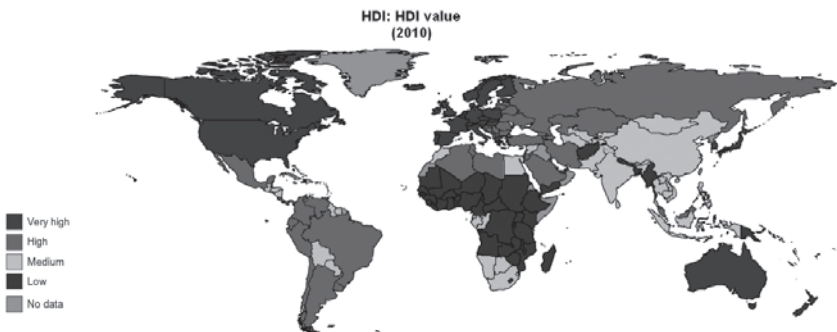 HDI: HDI value
(2010)
Very high
High
Medium
Low
No data